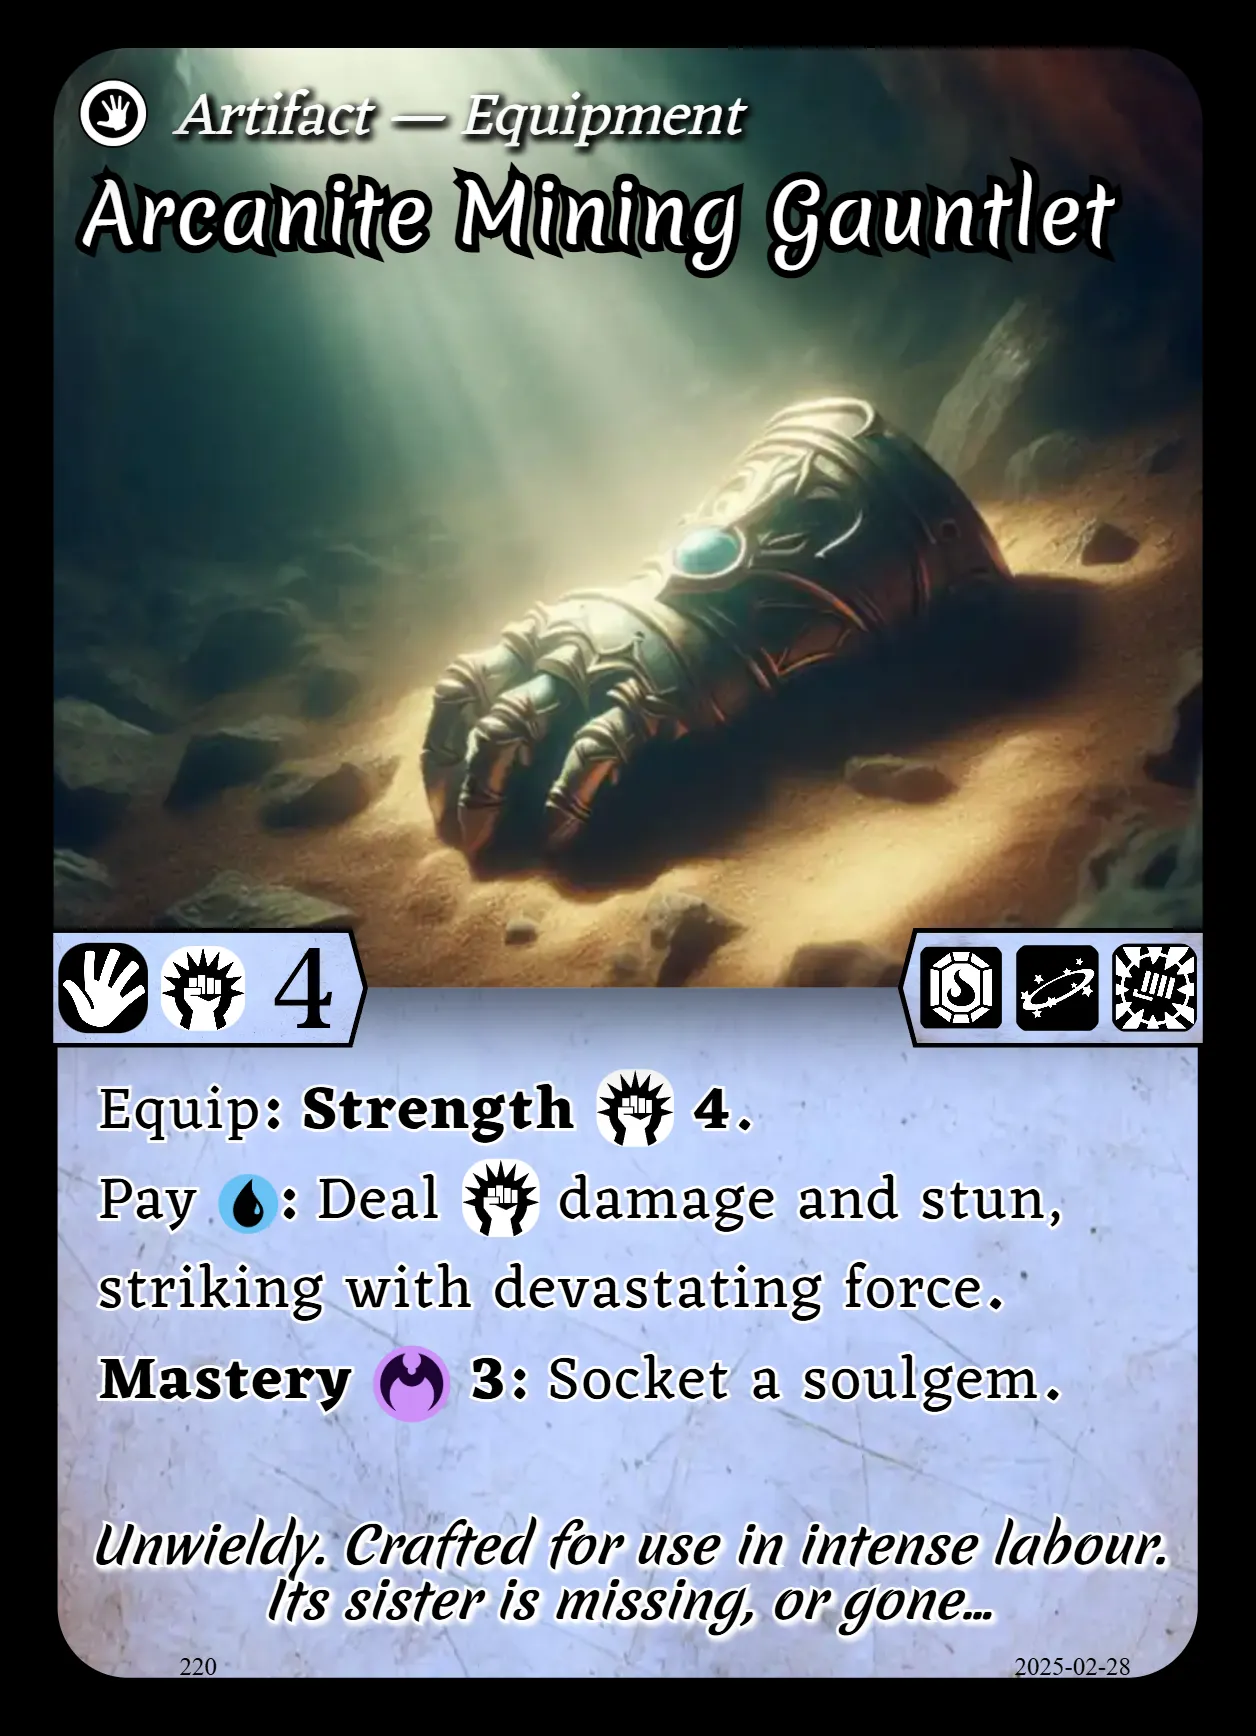 Artifact — Equipment
Arcanite Mining Gauntlet
4
Equip: Strength 4.
Pay : Deal damage and stun,
striking with devastating force.
Mastery 3: Socket a soulgem.
Unwieldy. Crafted for use in intense labour.
Its sister is missing, or gone...
220
2025-02-28